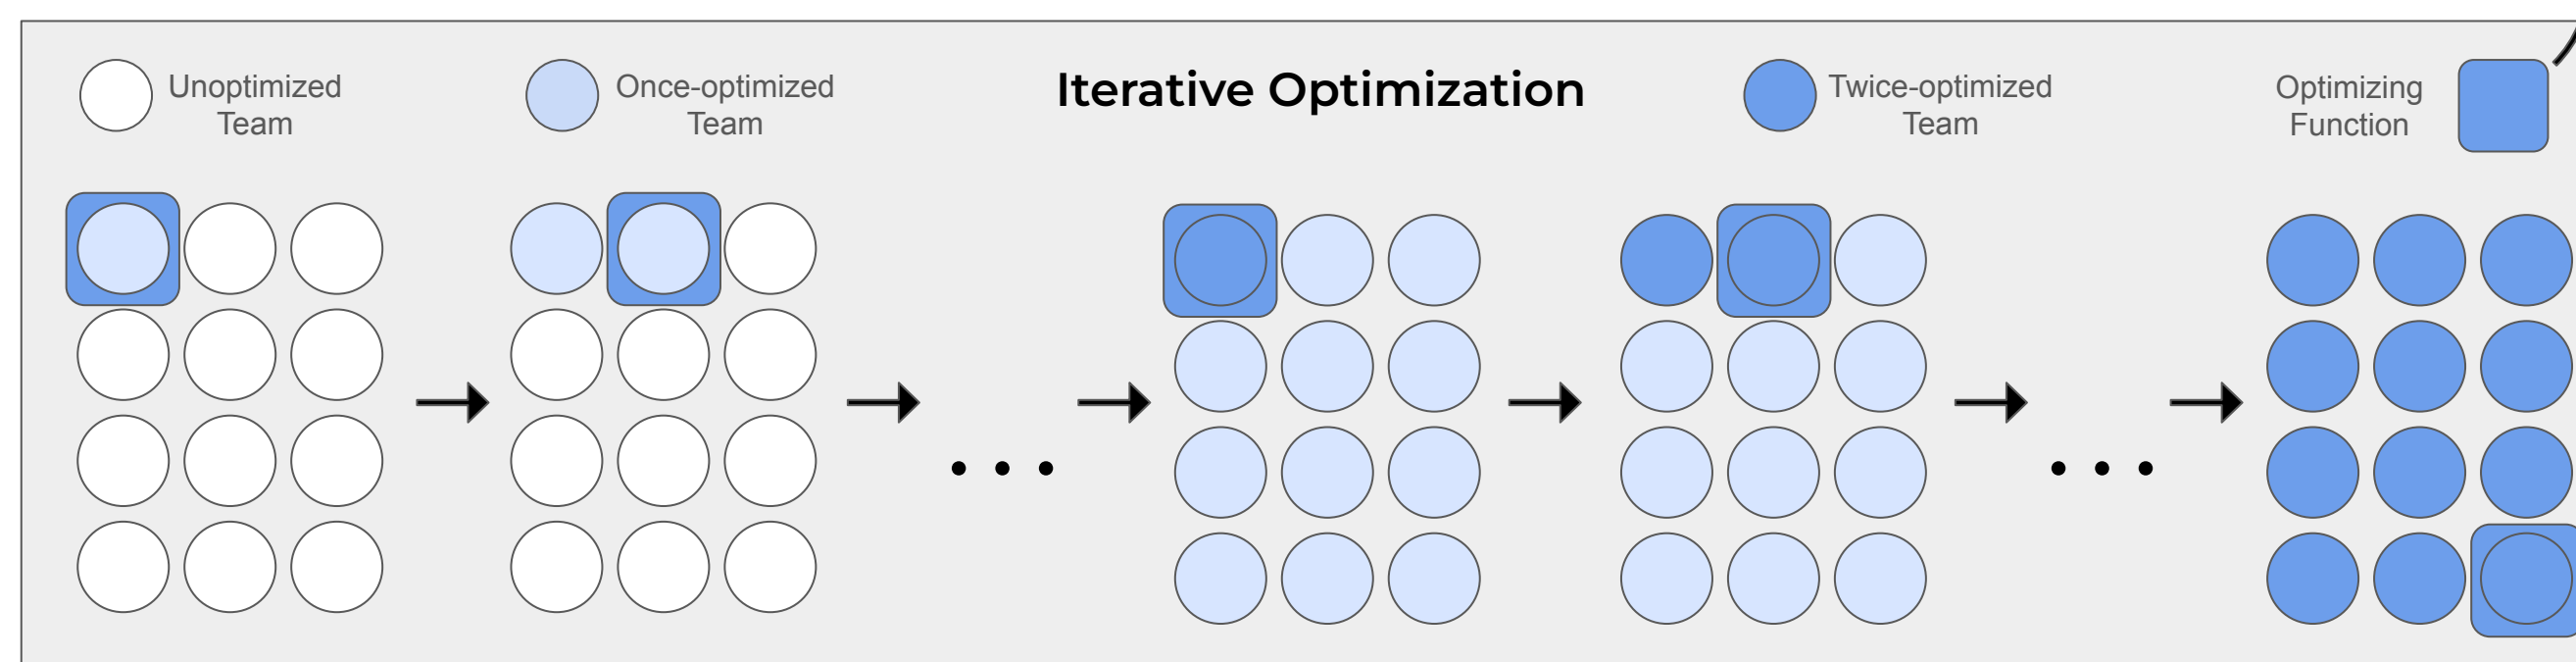 Unoptimized
Team
Once-optimized
Team
Iterative Optimization
Twice-optimized
Team
Optimizing
Function